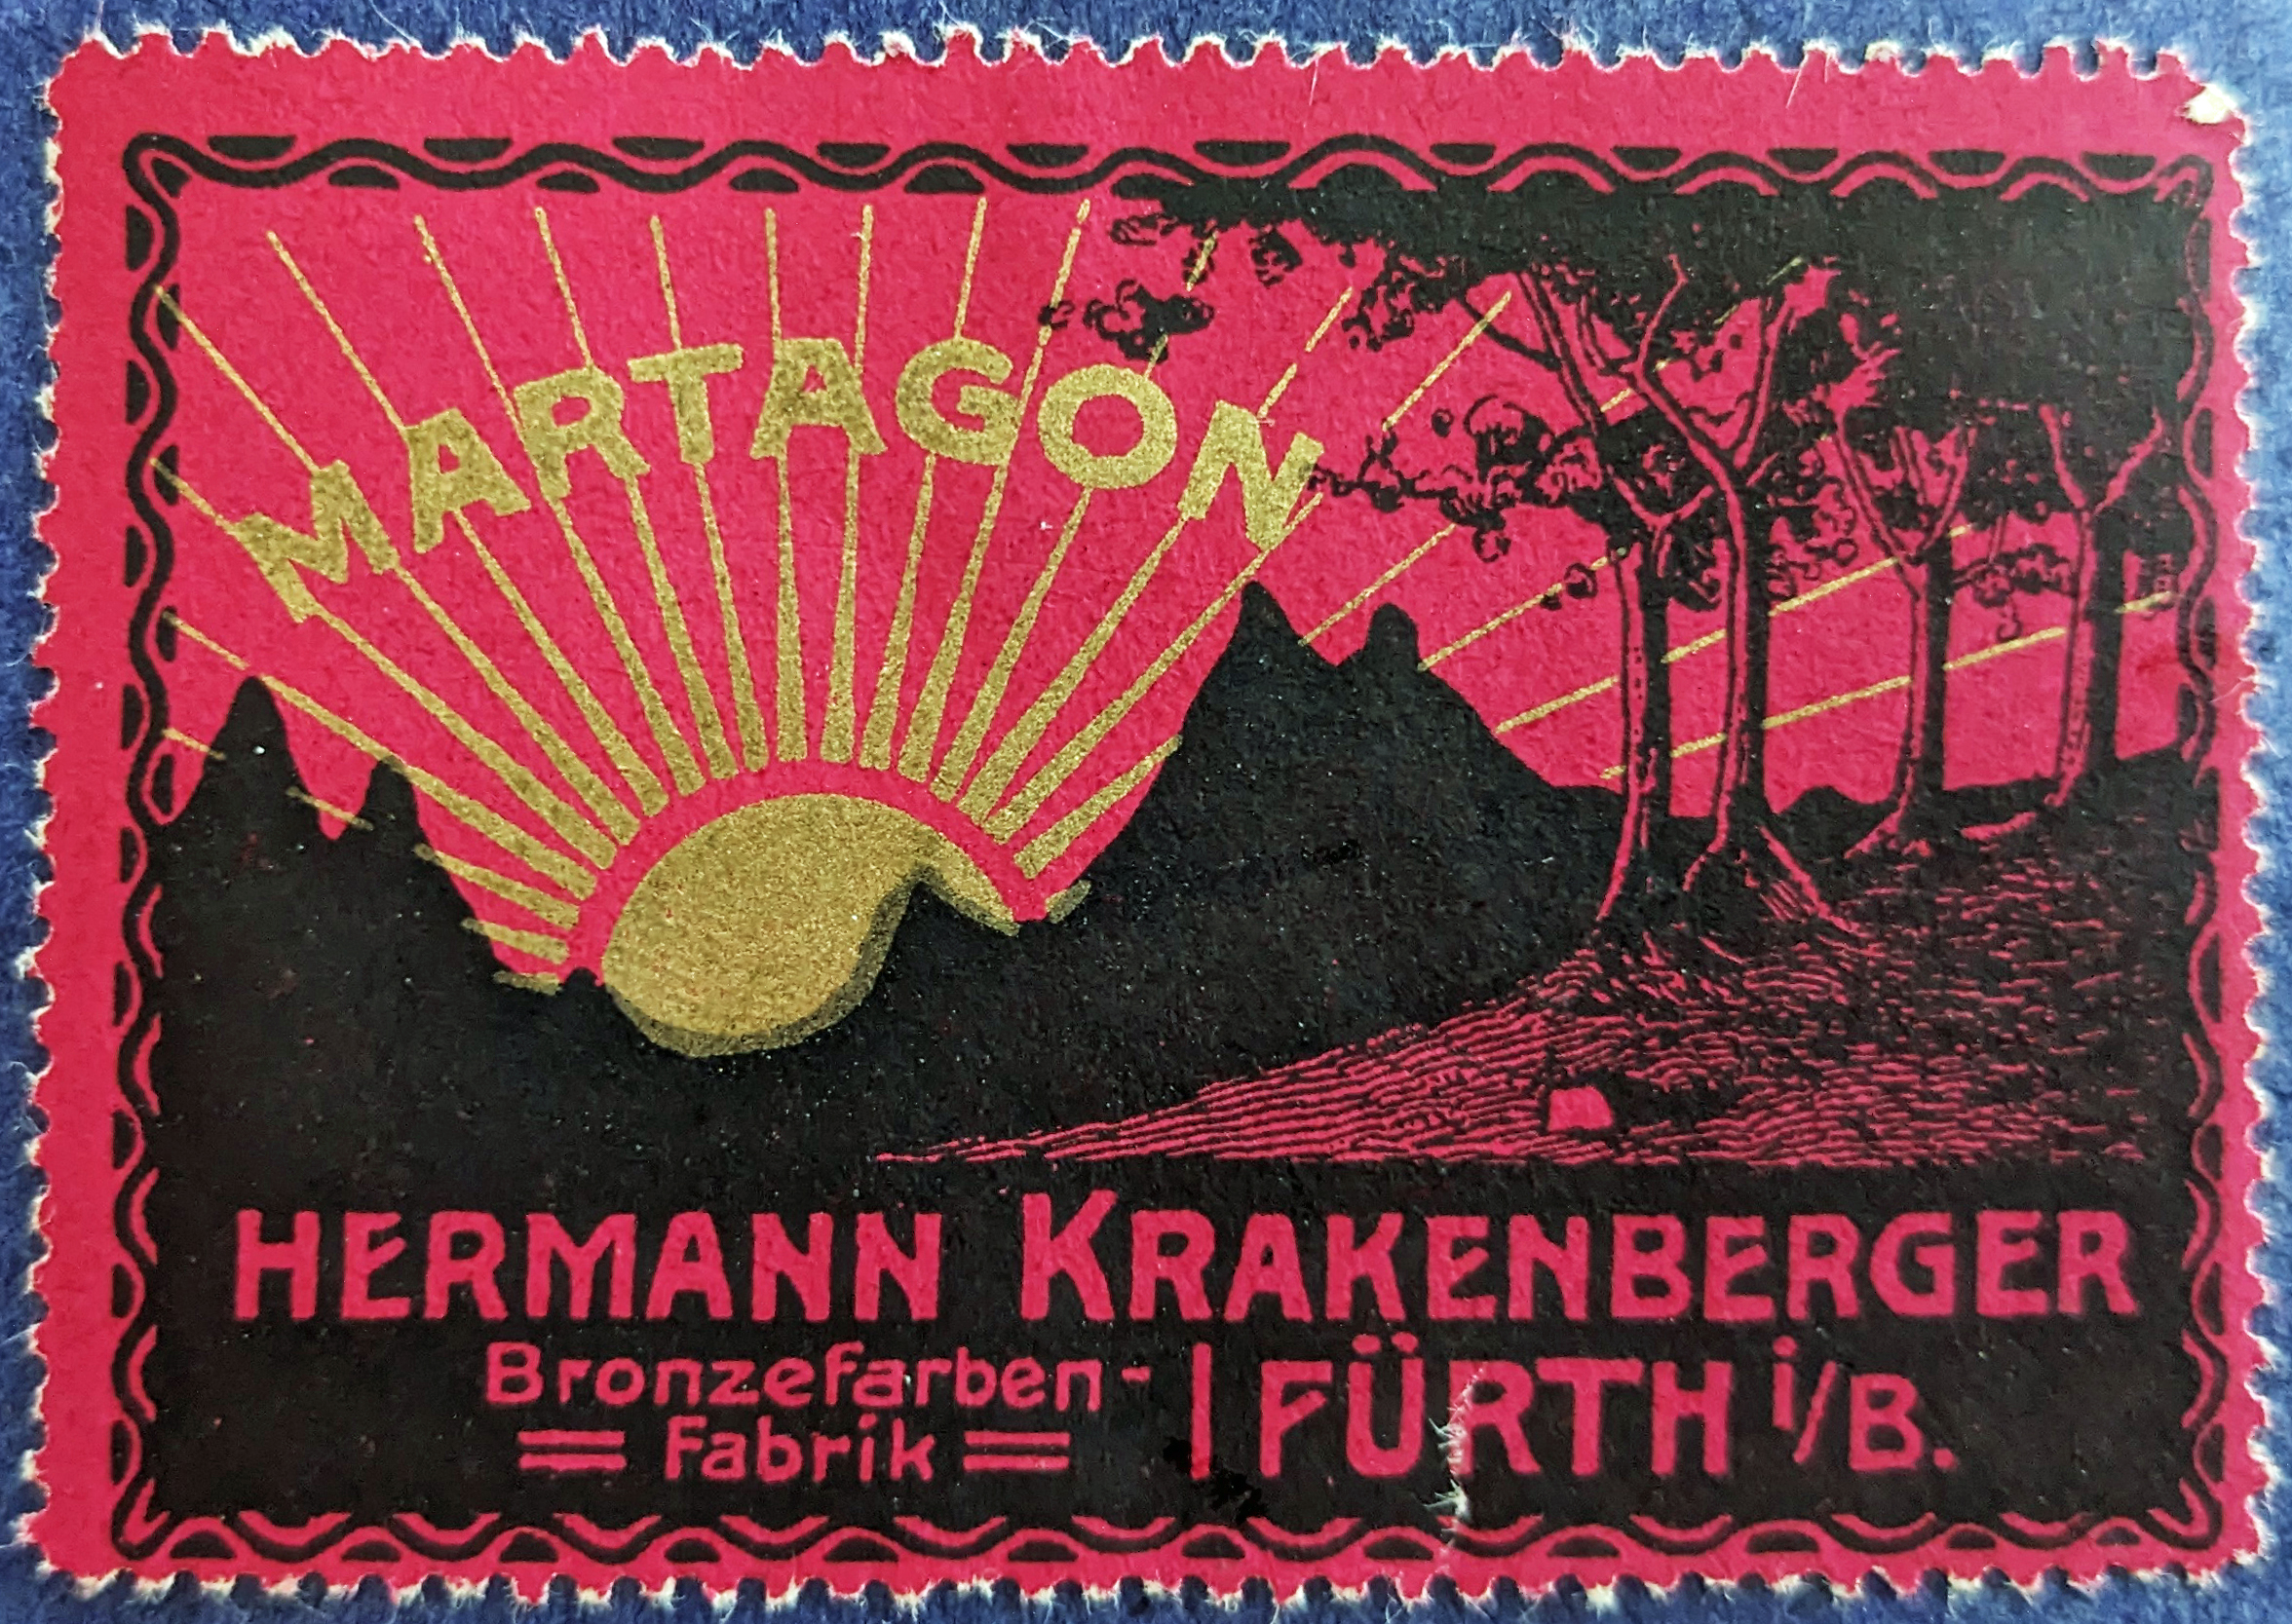 MARTAGON
HERMANN KRAKENBERGER
Bronzefarben-
Fabrik
FÜRTH i/B.